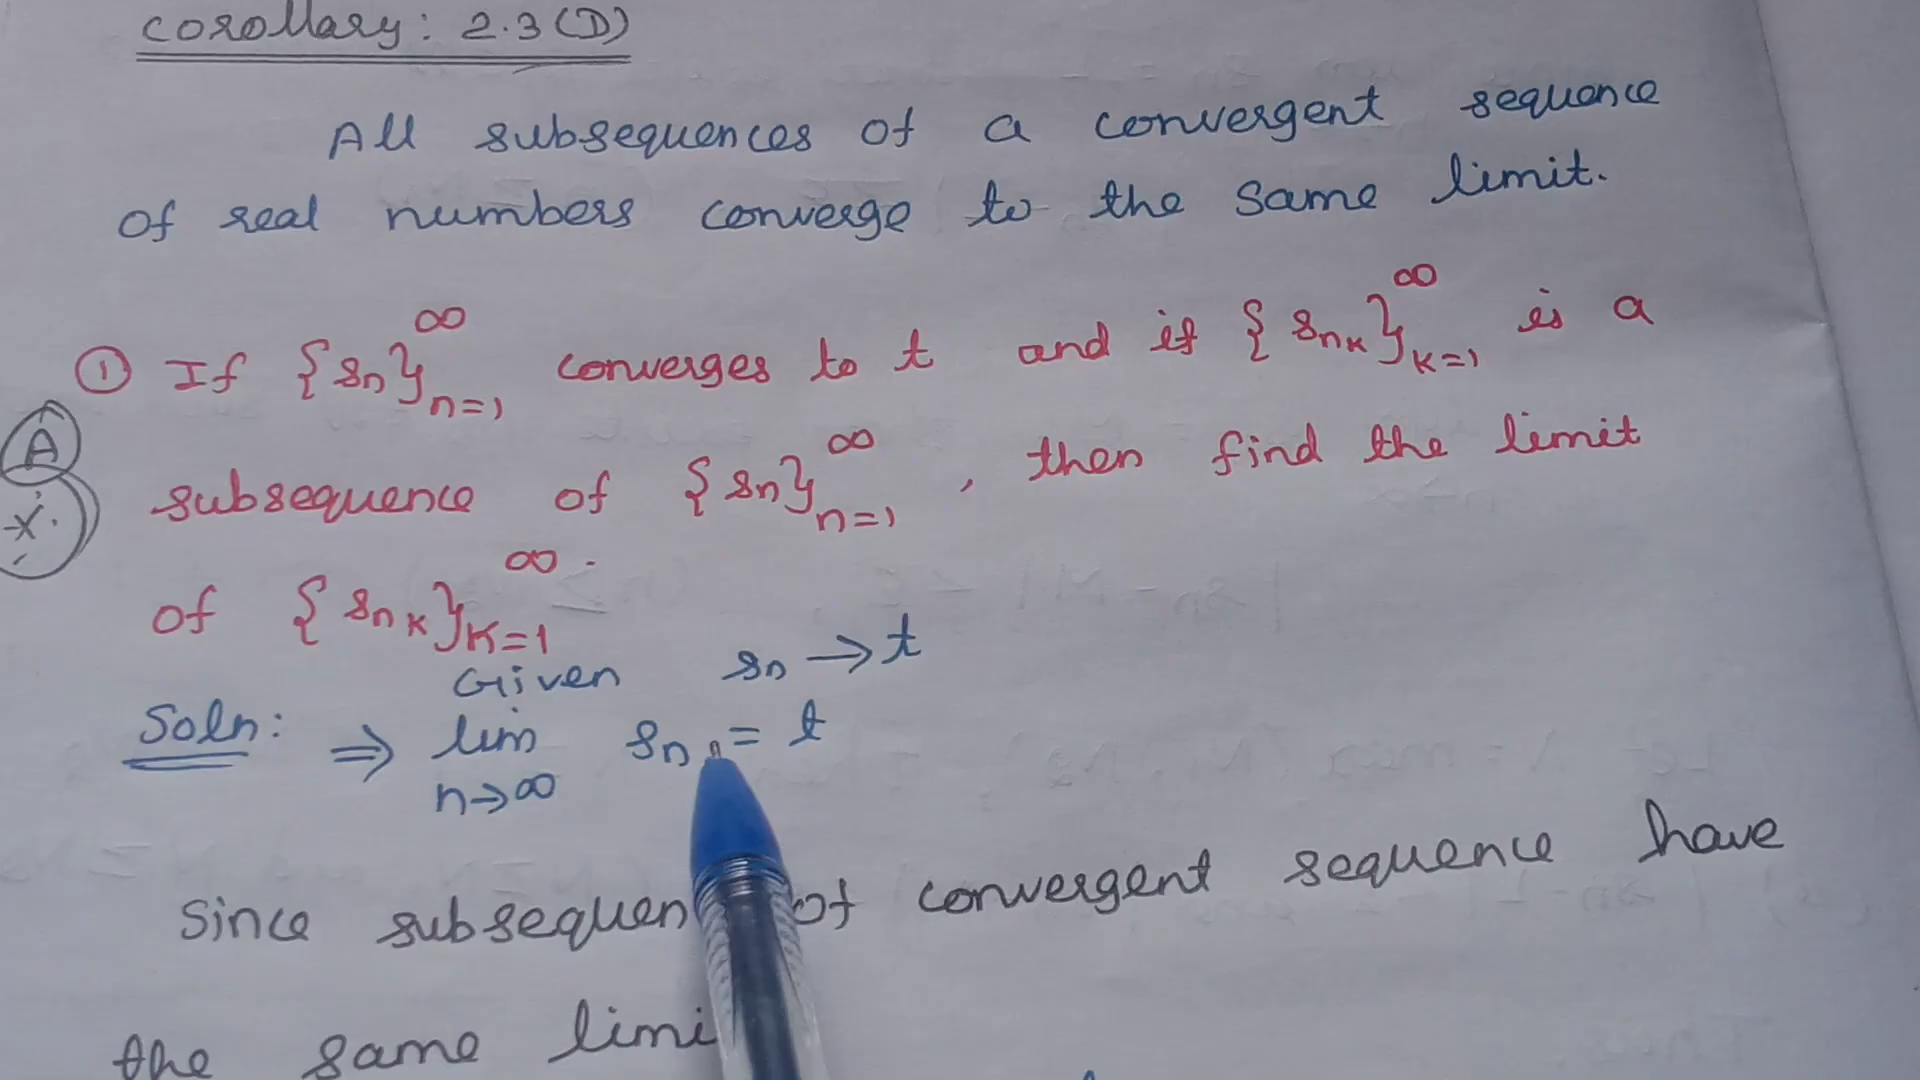 Corollary: 2.3(D)
All subsequences of a convergent sequence
of real numbers converge to the same limit.
① If {sn}∞n=1 converges to t and if {snk}∞k=1 is a
subsequence of {sn}∞n=1, then find the limit
of {snk}∞K=1.
Given sn → t
Soln: ⇒ lim n→∞ sn = t
Since of convergent sequence have
the same